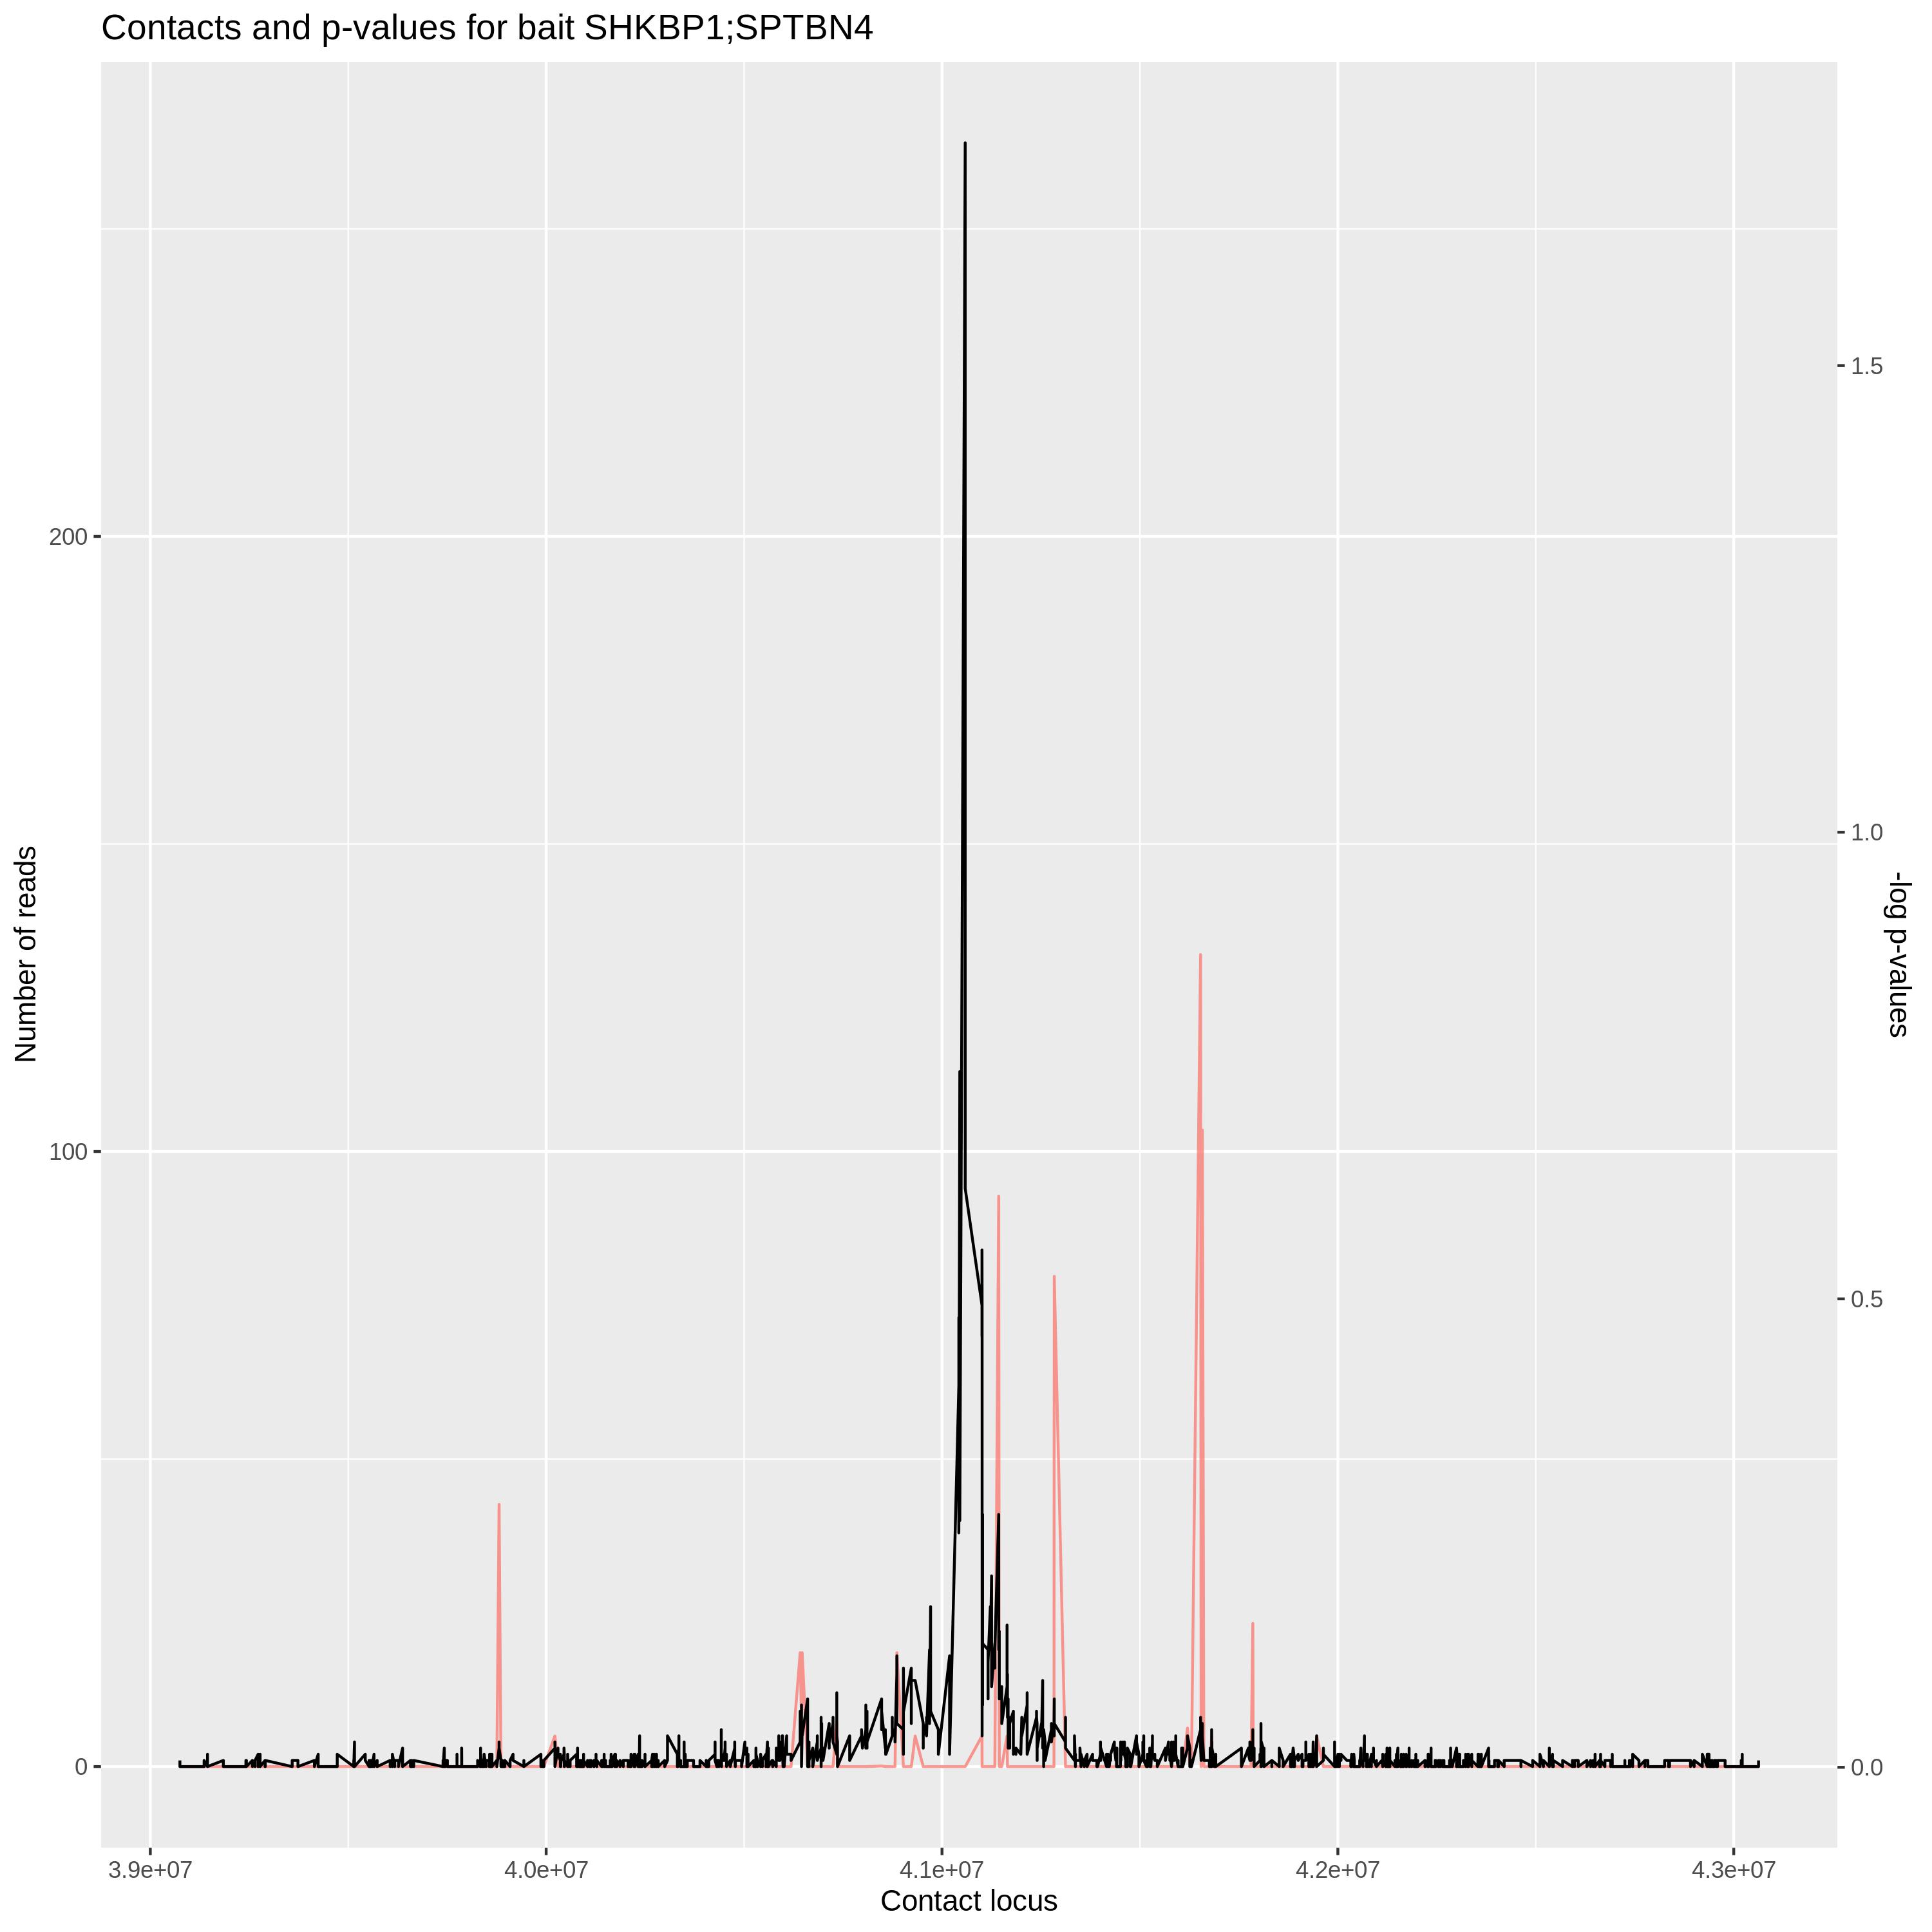 Contacts and p-values for bait SHKBP1;SPTBN4
Number of reads
200
100
0
1.5
1.0
0.5
0.0
-log p-values
3.9e+07
4.0e+07
4.1e+07
4.2e+07
4.3e+07
Contact locus